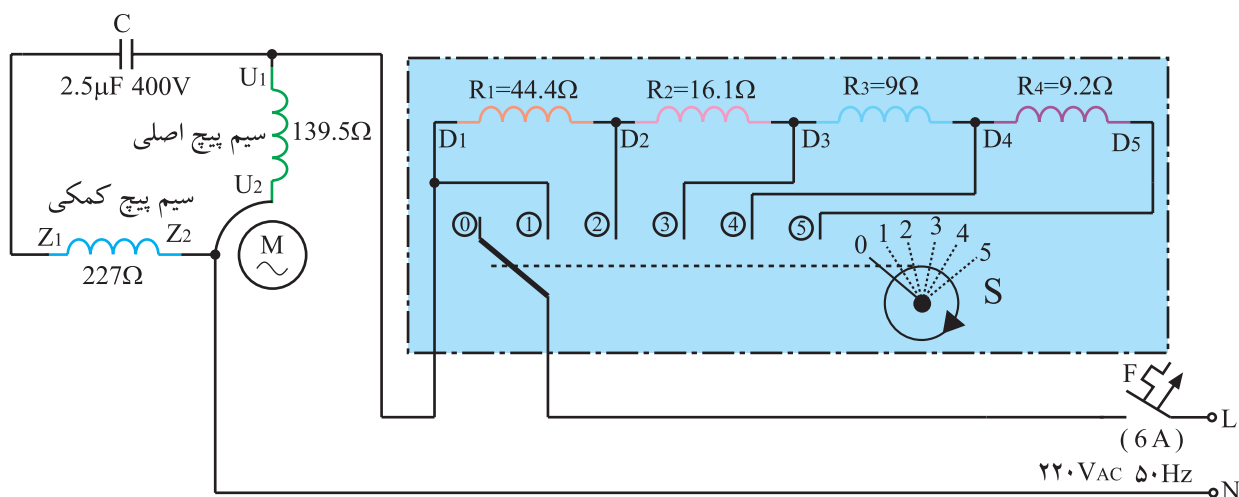 C
2.5µF 400V
U1
139.5Ω
سیم پیچ اصلی
U2
سیم پیچ کمکی
Z1
Z2
227Ω
M
R1=44.4Ω
R2=16.1Ω
R3=9Ω
R4=9.2Ω
D1
D2
D3
D4
D5
0
1
2
3
4
5
0 1 2 3 4 5
S
F
L
(6A)
۲۲۰VAC ۵۰Hz
N